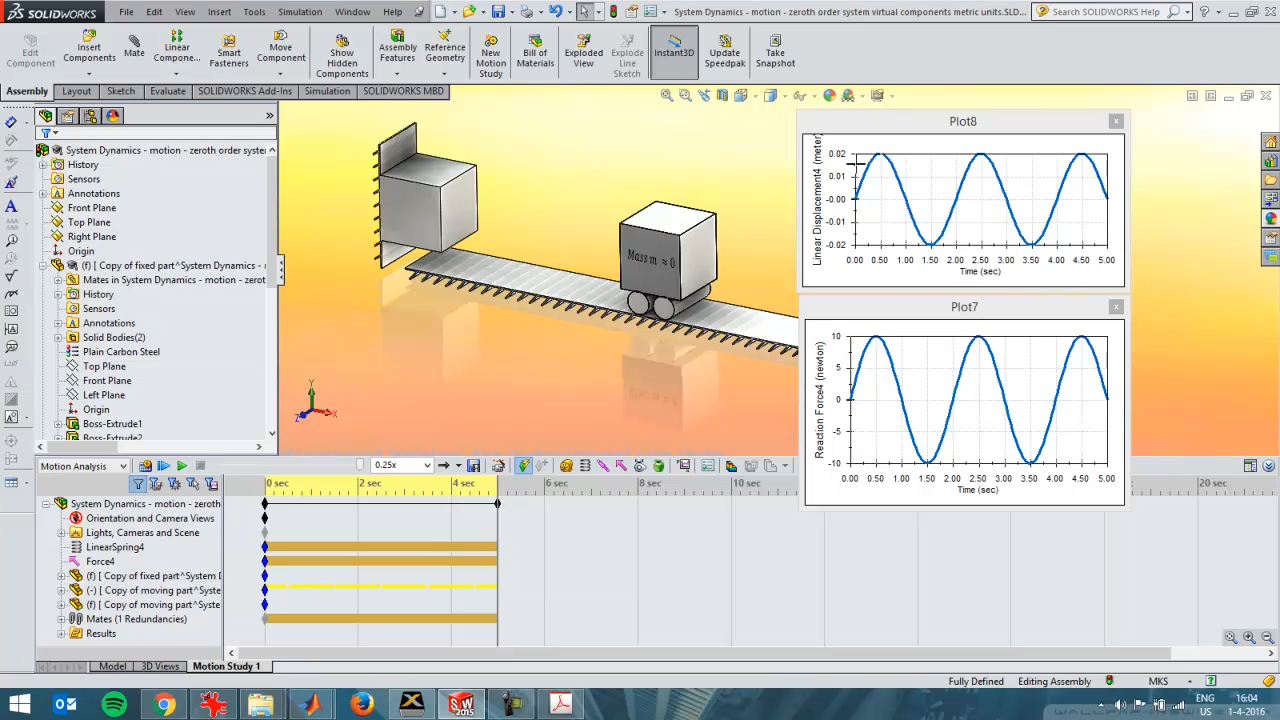 SOLIDWORKS File Edit View Insert Tools Simulation Window Help System Dynamics - motion - zeroth order system virtual components metric units.SLD... Search SOLIDWORKS Help
Edit Component Insert Components Mate Linear Compone... Smart Fasteners Move Component Show Hidden Components Assembly Features Reference Geometry New Motion Study Bill of Materials Exploded View Explode Line Sketch Instant3D Update Speedpak Take Snapshot
Assembly Layout Sketch Evaluate SOLIDWORKS Add-Ins Simulation SOLIDWORKS MBD
System Dynamics - motion - zeroth order system
History
Sensors
Annotations
Front Plane
Top Plane
Right Plane
Origin
(f) [ Copy of fixed part^System Dynamics -
Mates in System Dynamics - motion - zerot
History
Sensors
Annotations
Solid Bodies(2)
Plain Carbon Steel
Top Plane
Front Plane
Left Plane
Origin
Boss-Extrude1
Boss-Extrude2
Mass m ≈ 0
Y
X
Z
Plot8
Linear Displacement4 (meter)
0.02
0.01
-0.00
-0.01
-0.02
0.00 0.50 1.00 1.50 2.00 2.50 3.00 3.50 4.00 4.50 5.00
Time (sec)
Plot7
Reaction Force4 (newton)
10
5
0
-5
-10
0.00 0.50 1.00 1.50 2.00 2.50 3.00 3.50 4.00 4.50 5.00
Time (sec)
Motion Analysis 0.25x
0 sec 2 sec 4 sec 6 sec 8 sec 10 sec 12 sec 20 sec
System Dynamics - motion - zeroth
Orientation and Camera Views
Lights, Cameras and Scene
LinearSpring4
Force4
(f) [ Copy of fixed part^System D
(-) [ Copy of moving part^Syste
(f) [ Copy of moving part^Syste
Mates (1 Redundancies)
Results
Model 3D Views Motion Study 1
Fully Defined Editing Assembly MKS
SW 2015
ENG 16:04
US 1-4-2016